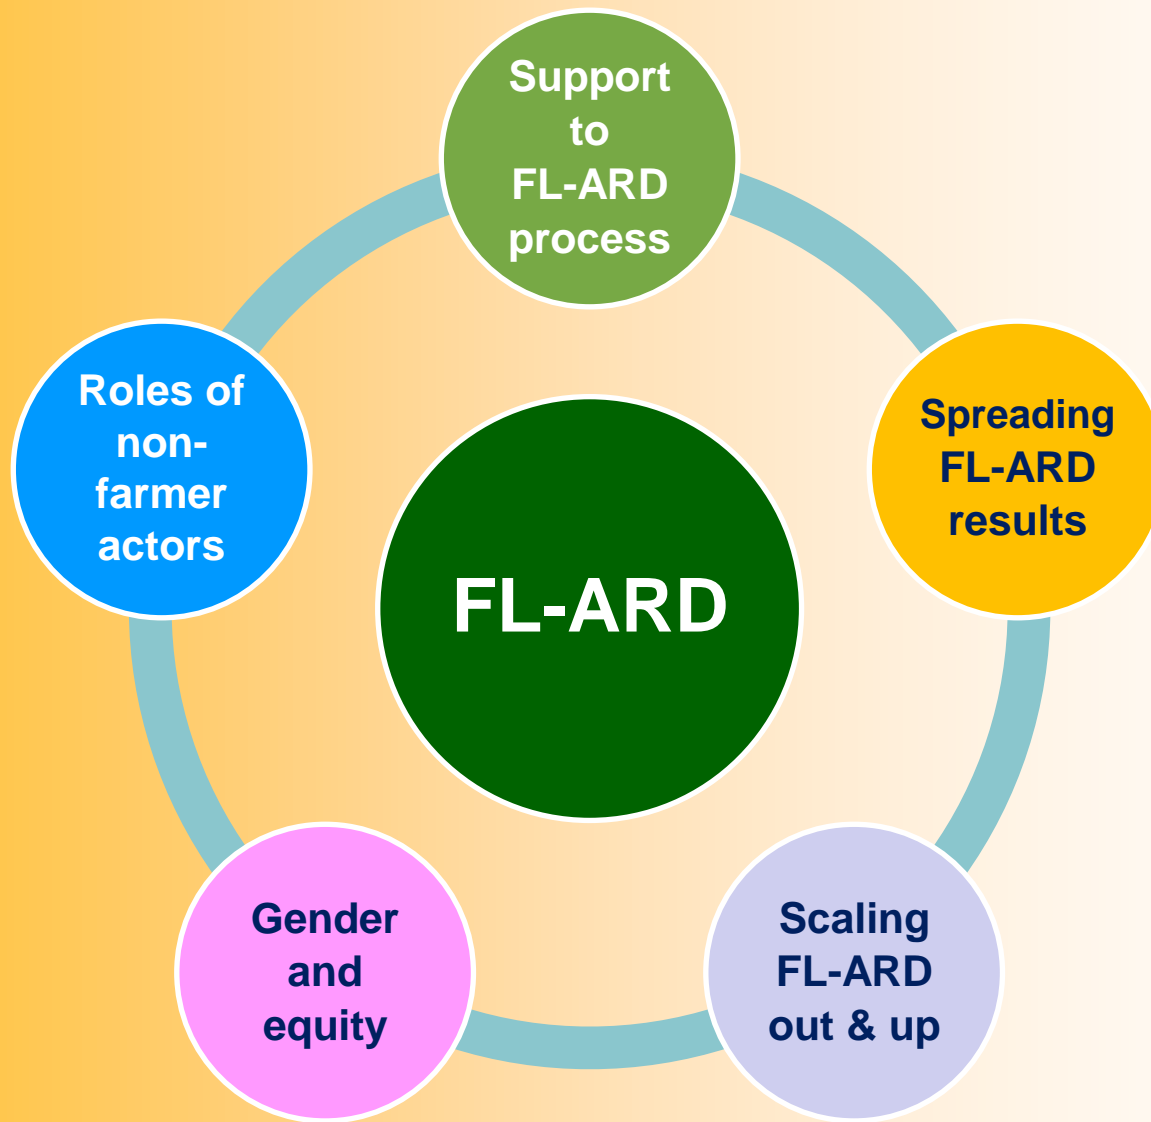 Support
to
FL-ARD
process
Roles of
non-
farmer
actors
Spreading
FL-ARD
results
FL-ARD
Gender
and
equity
Scaling
FL-ARD
out & up